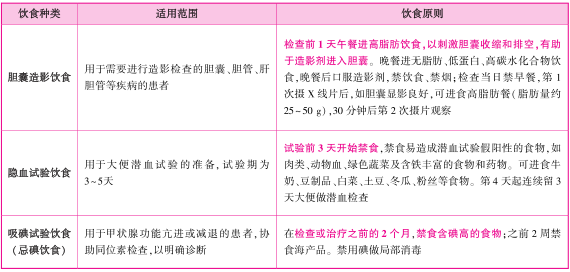 饮食种类 适用范围 饮食原则
胆囊造影饮食
用于需要进行造影检查的胆囊、胆管、肝
胆管等疾病的患者
检查前1天午餐进高脂肪饮食,以刺激胆囊收缩和排空,有助
于造影剂进入胆囊。晚餐进无脂肪、低蛋白、高碳水化合物饮
食,晚餐后口服造影剂,禁饮食、禁烟;检查当日禁早餐,第1
次摄X线片后,如胆囊显影良好,可进食高脂肪餐(脂肪量约
25~50 g),30分钟后第2次摄片观察
隐血试验饮食
用于大便潜血试验的准备,试验期为
3~5天
试验前3天开始禁食,禁食易造成潜血试验假阳性的食物,如
肉类、动物血、绿色蔬菜及含铁丰富的食物和药物。可进食牛
奶、豆制品、白菜、土豆、冬瓜、粉丝等食物。第4天起连续留3
天大便做潜血检查
吸碘试验饮食
(忌碘饮食)
用于甲状腺功能亢进或减退的患者,协
助同位素检查,以明确诊断
在检查或治疗之前的2个月,禁食含碘高的食物;之前2周禁
食海产品。禁用碘做局部消毒